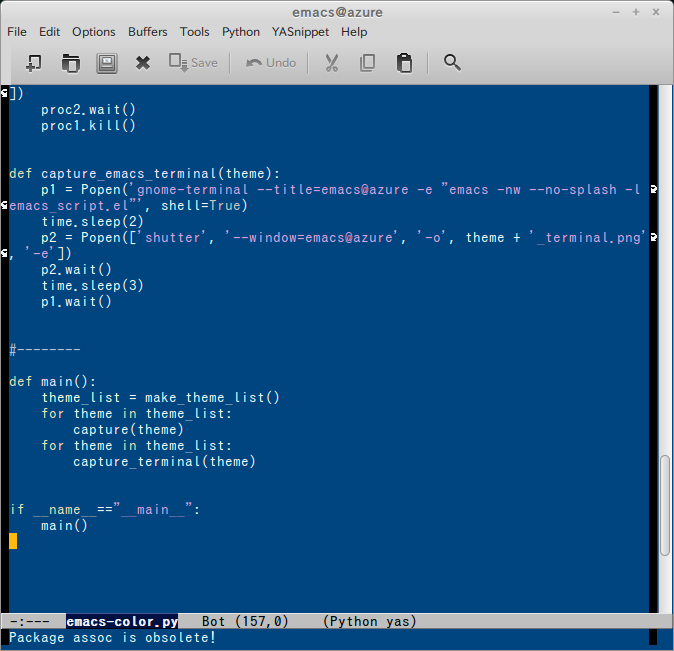 emacs@azure
File Edit Options Buffers Tools Python YASnippet Help
Save Undo
])
    proc2.wait()
    proc1.kill()
def capture_emacs_terminal(theme):
    p1 = Popen('gnome-terminal --title=emacs@azure -e "emacs -nw --no-splash -l
emacs_script.el"', shell=True)
    time.sleep(2)
    p2 = Popen(['shutter', '--window=emacs@azure', '-o', theme + '_terminal.png'
, '-e'])
    p2.wait()
    time.sleep(3)
    p1.wait()
#--------
def main():
    theme_list = make_theme_list()
    for theme in theme_list:
        capture(theme)
    for theme in theme_list:
        capture_terminal(theme)
if __name__=="__main__":
    main()
-:--- emacs-color.py Bot (157,0) (Python yas)
Package assoc is obsolete!